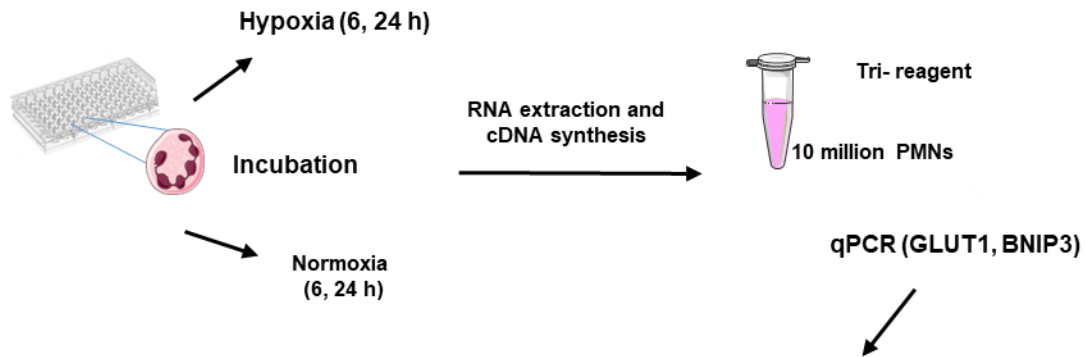 Hypoxia (6, 24 h)
Tri- reagent
RNA extraction and
cDNA synthesis
10 million PMNs
Incubation
qPCR (GLUT1, BNIP3)
Normoxia
(6, 24 h)